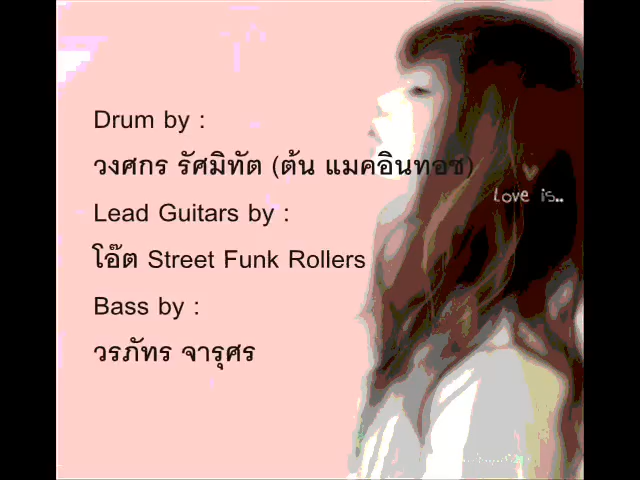 Drum by :
วงศกร รัศมิทัต (ต้น แมคอินทอช)
Lead Guitars by :
โอ๊ต Street Funk Rollers
Bass by :
วรภัทร จารุศร
Love is..